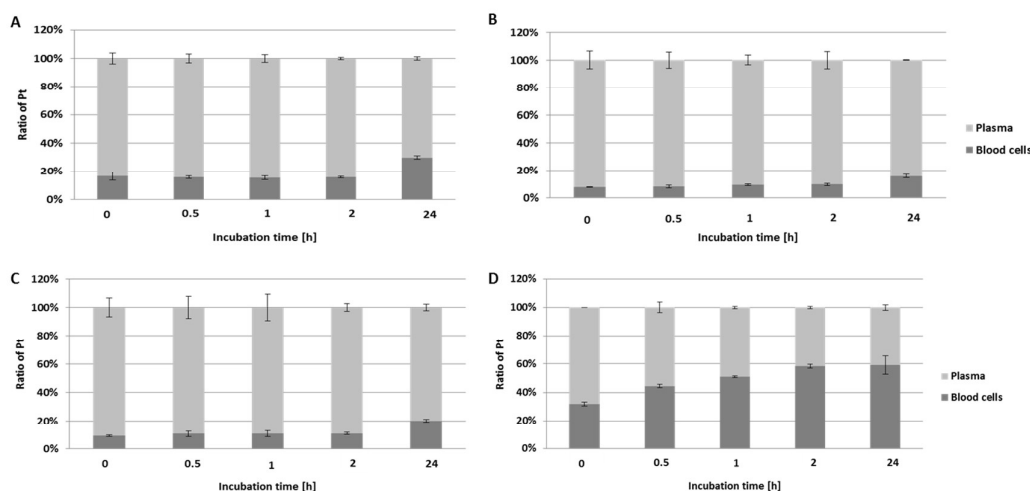 A
120%
100%
80%
60%
40%
20%
0%
Ratio of Pt
0 0.5 1 2 24
Incubation time [h]
B
120%
100%
80%
60%
40%
20%
0%
0 0.5 1 2 24
Incubation time [h]
Plasma
Blood cells
C
120%
100%
80%
60%
40%
20%
0%
Ratio of Pt
0 0.5 1 2 24
Incubation time [h]
D
120%
100%
80%
60%
40%
20%
0%
Ratio of Pt
0 0.5 1 2 24
Incubation time [h]
Plasma
Blood cells